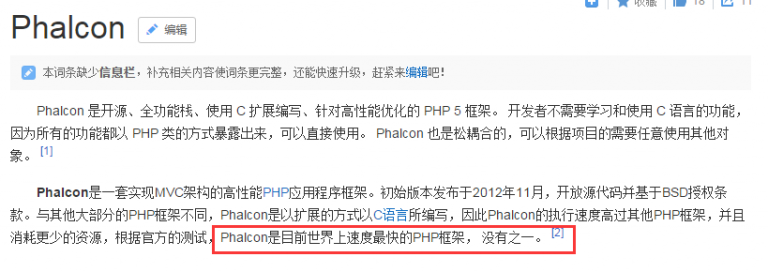 收藏 18 11
Phalcon 编辑
本词条缺少信息栏，补充相关内容使词条更完整，还能快速升级，赶紧来编辑吧！
Phalcon 是开源、全功能栈、使用 C 扩展编写、针对高性能优化的 PHP 5 框架。 开发者不需要学习和使用 C 语言的功能，
因为所有的功能都以 PHP 类的方式暴露出来，可以直接使用。 Phalcon 也是松耦合的，可以根据项目的需要任意使用其他对
象。 [1]
Phalcon是一套实现MVC架构的高性能PHP应用程序框架。初始版本发布于2012年11月，开放源代码并基于BSD授权条
款。与其他大部分的PHP框架不同，Phalcon是以扩展的方式以C语言所编写，因此Phalcon的执行速度高过其他PHP框架，并且
消耗更少的资源，根据官方的测试，Phalcon是目前世界上速度最快的PHP框架， 没有之一。 [2]